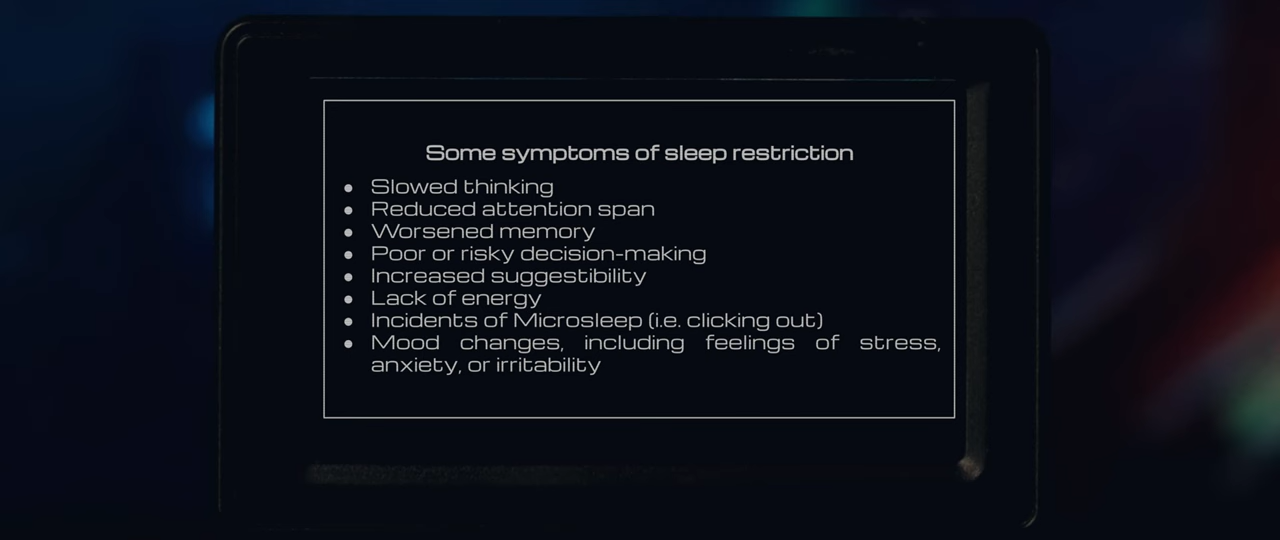 Some symptoms of sleep restriction
● Slowed thinking
● Reduced attention span
● Worsened memory
● Poor or risky decision-making
● Increased suggestibility
● Lack of energy
● Incidents of Microsleep (i.e. clicking out)
● Mood changes, including feelings of stress,
anxiety, or irritability